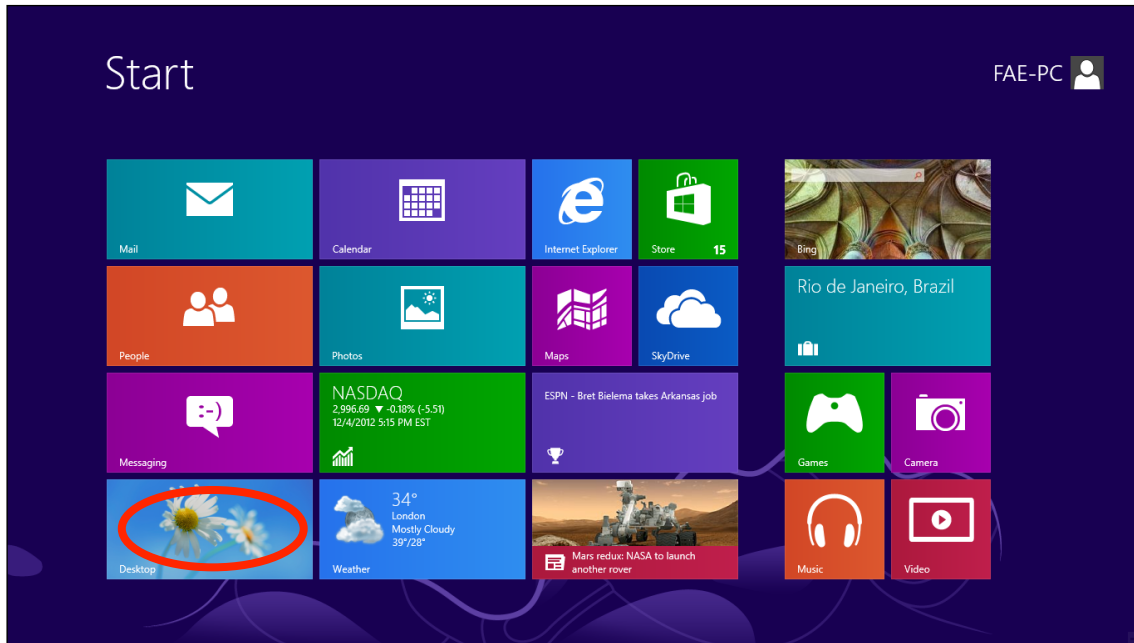 Start
FAE-PC
Mail
Calendar
Internet Explorer
Store 15
Bing
People
Photos
Maps
SkyDrive
Rio de Janeiro, Brazil
Messaging
NASDAQ
2,996.69 ▼ -0.18% (-5.51)
12/4/2012 5:15 PM EST
ESPN - Bret Bielema takes Arkansas job
Games
Camera
Desktop
34°
London
Mostly Cloudy
39°/28°
Weather
Mars redux: NASA to launch
another rover
Music
Video